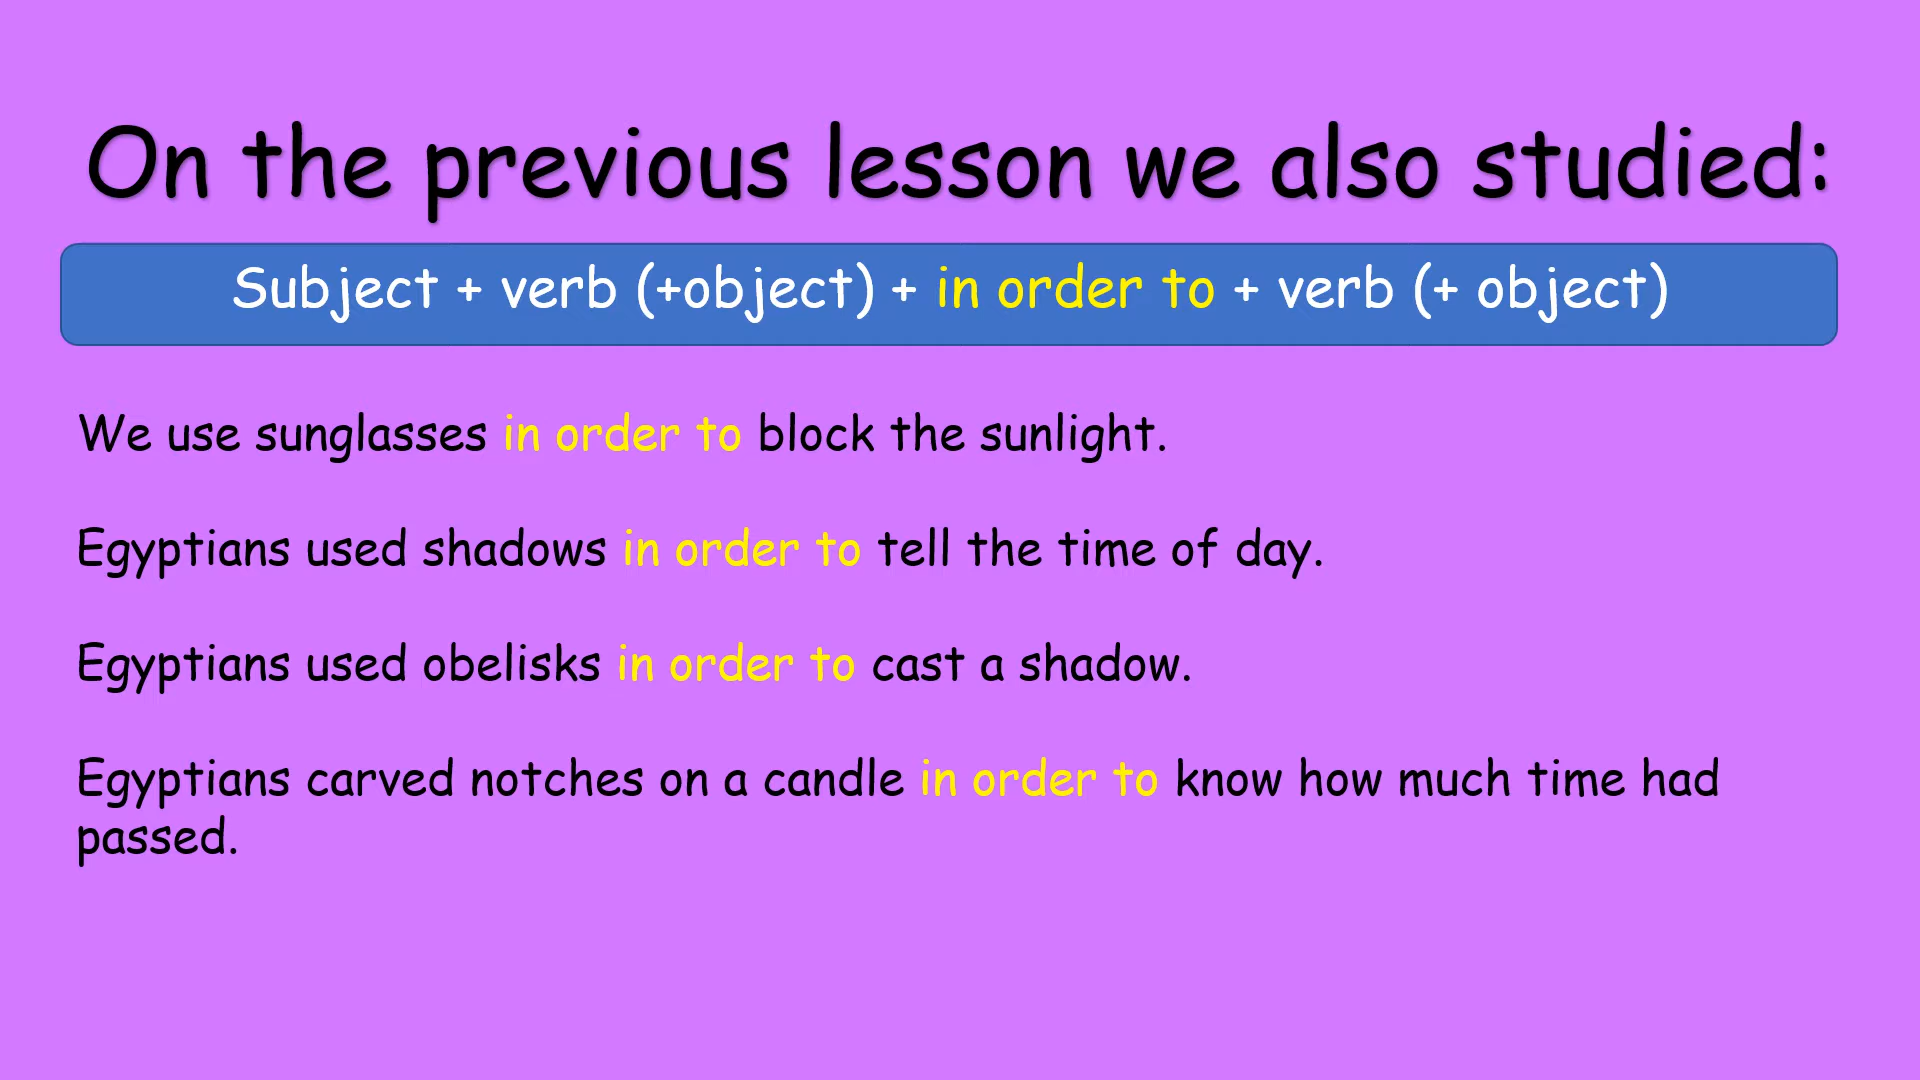 On the previous lesson we also studied:
Subject + verb (+object) + in order to + verb (+ object)
We use sunglasses in order to block the sunlight.
Egyptians used shadows in order to tell the time of day.
Egyptians used obelisks in order to cast a shadow.
Egyptians carved notches on a candle in order to know how much time had
passed.